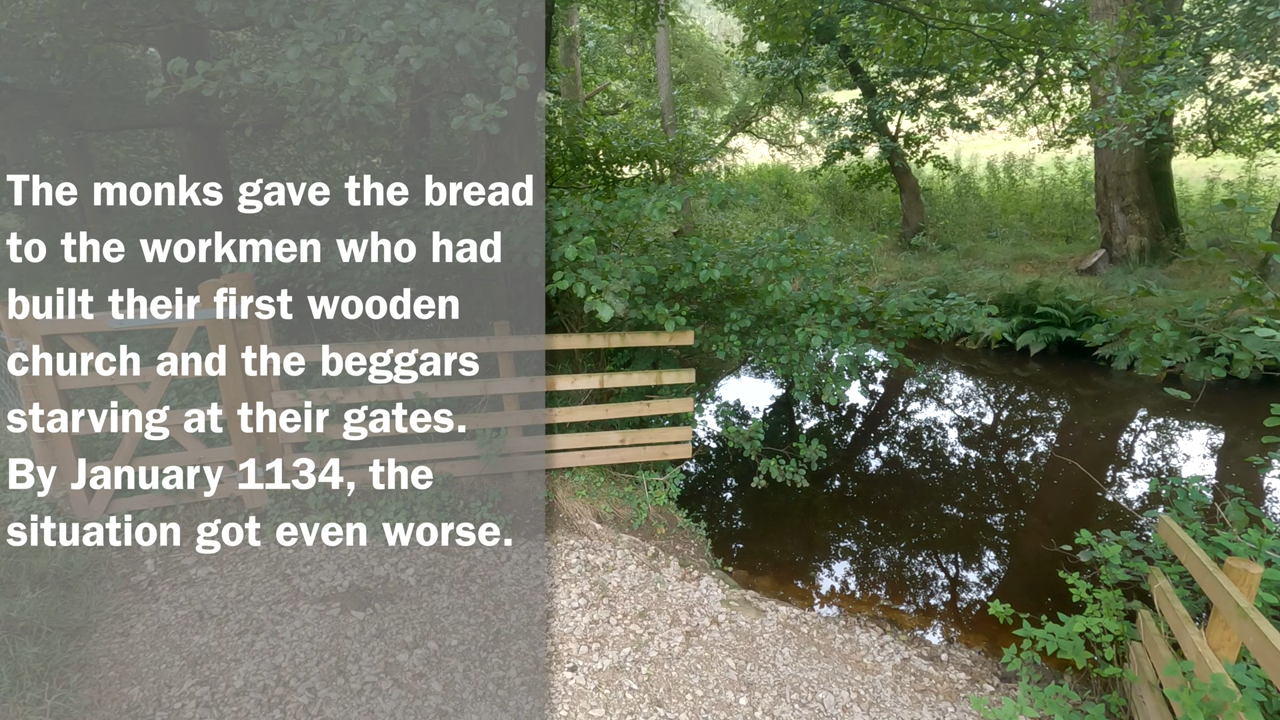 The monks gave the bread
to the workmen who had
built their first wooden
church and the beggars
starving at their gates.
By January 1134, the
situation got even worse.